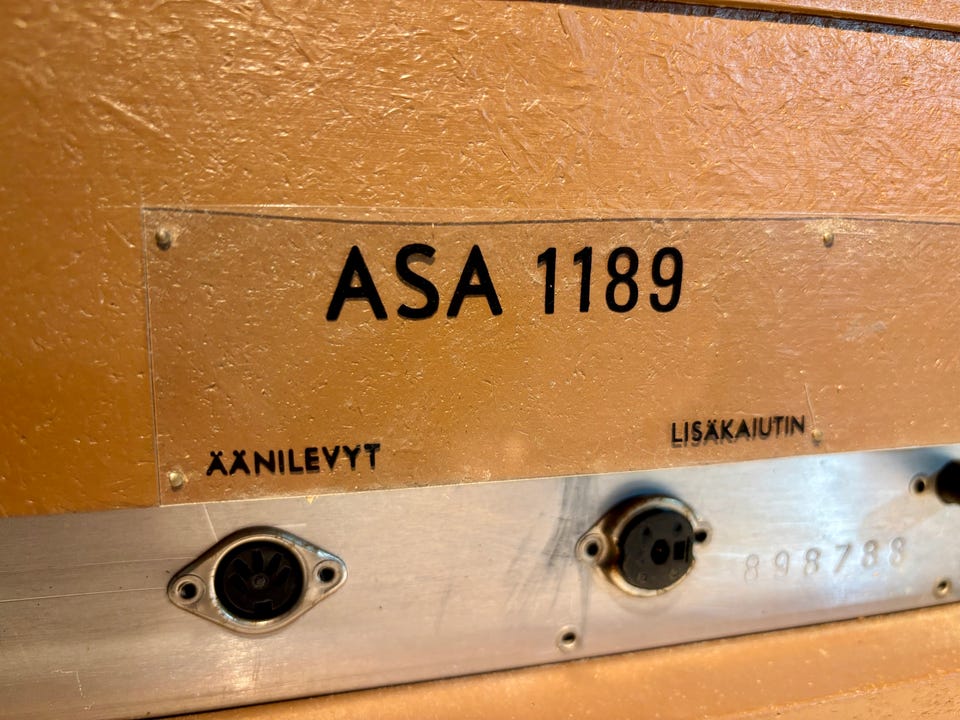 ASA 1189
LISÄKAIUTIN
ÄÄNILEVYT
898788